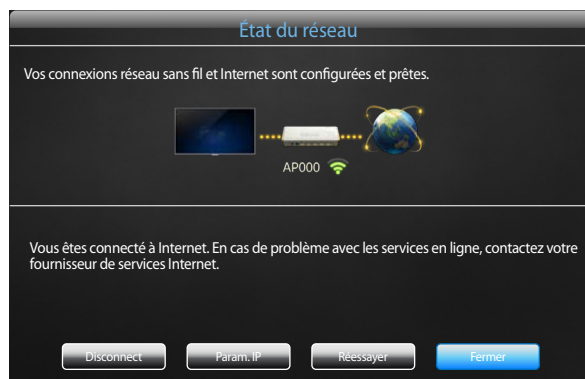 État du réseau
Vos connexions réseau sans fil et Internet sont configurées et prêtes.
AP000
Vous êtes connecté à Internet. En cas de problème avec les services en ligne, contactez votre
fournisseur de services Internet.
Disconnect Param. IP Réessayer Fermer